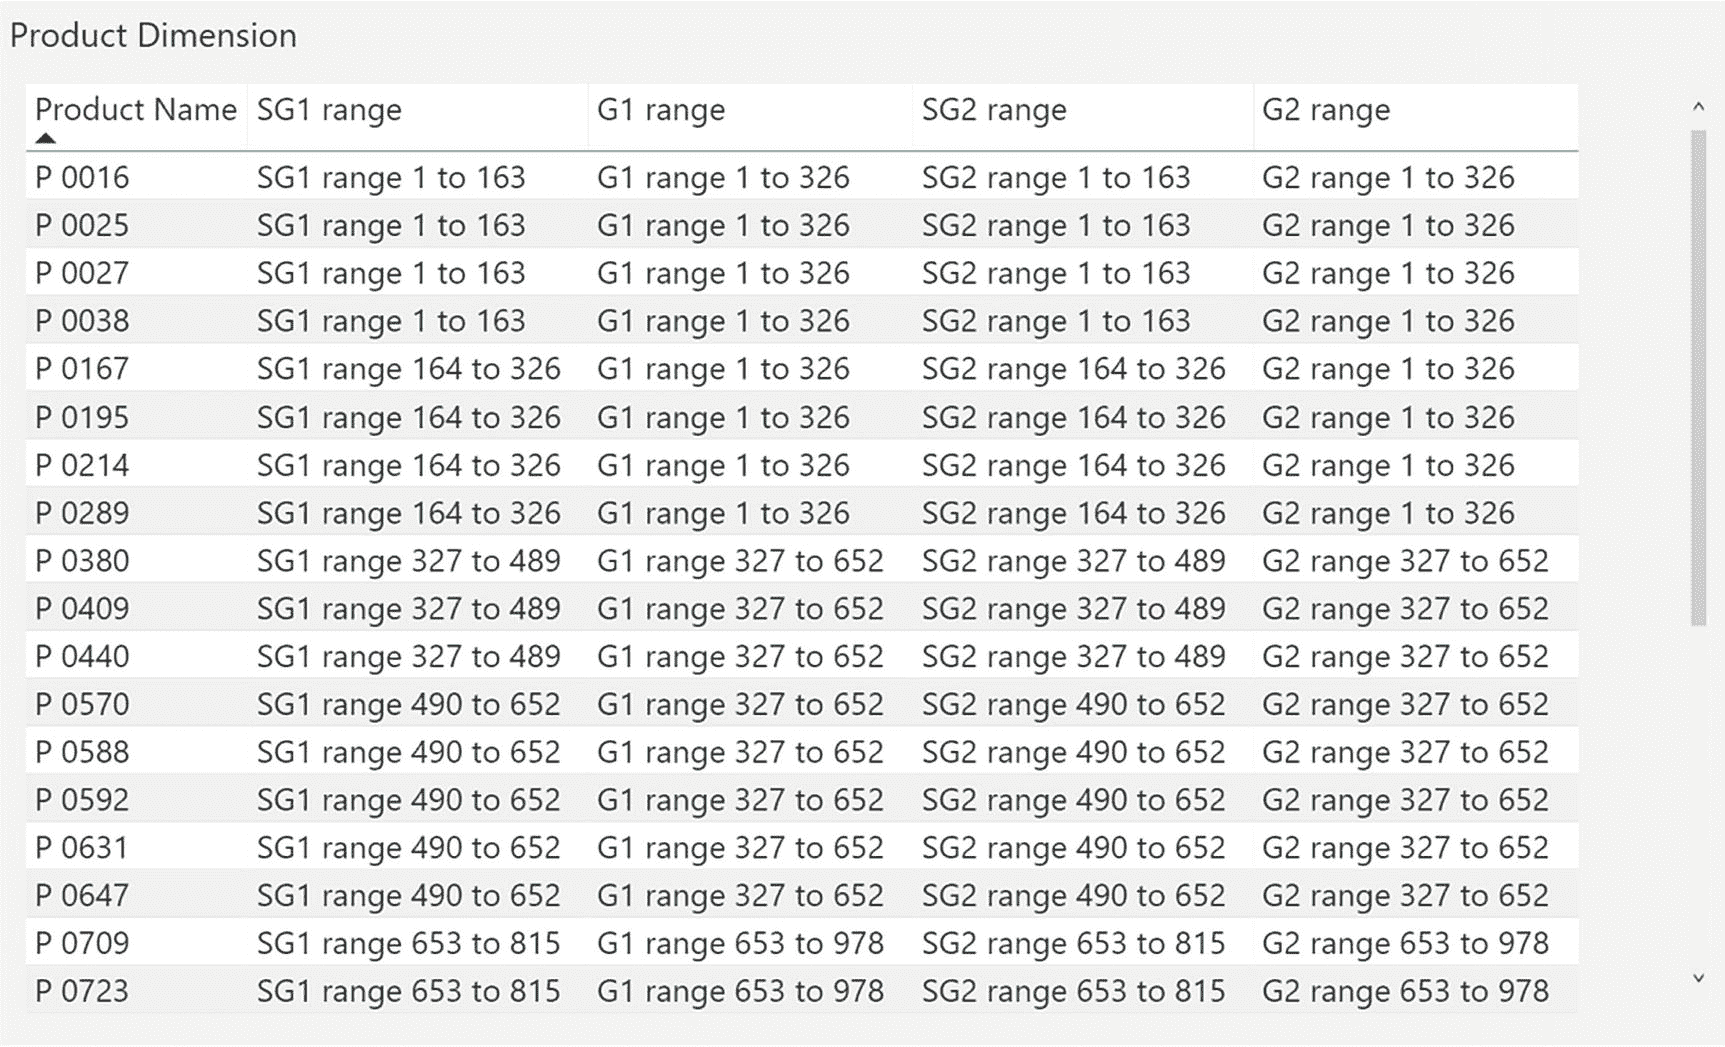 Product Dimension
Product Name SG1 range G1 range SG2 range G2 range
P 0016 SG1 range 1 to 163 G1 range 1 to 326 SG2 range 1 to 163 G2 range 1 to 326
P 0025 SG1 range 1 to 163 G1 range 1 to 326 SG2 range 1 to 163 G2 range 1 to 326
P 0027 SG1 range 1 to 163 G1 range 1 to 326 SG2 range 1 to 163 G2 range 1 to 326
P 0038 SG1 range 1 to 163 G1 range 1 to 326 SG2 range 1 to 163 G2 range 1 to 326
P 0167 SG1 range 164 to 326 G1 range 1 to 326 SG2 range 164 to 326 G2 range 1 to 326
P 0195 SG1 range 164 to 326 G1 range 1 to 326 SG2 range 164 to 326 G2 range 1 to 326
P 0214 SG1 range 164 to 326 G1 range 1 to 326 SG2 range 164 to 326 G2 range 1 to 326
P 0289 SG1 range 164 to 326 G1 range 1 to 326 SG2 range 164 to 326 G2 range 1 to 326
P 0380 SG1 range 327 to 489 G1 range 327 to 652 SG2 range 327 to 489 G2 range 327 to 652
P 0409 SG1 range 327 to 489 G1 range 327 to 652 SG2 range 327 to 489 G2 range 327 to 652
P 0440 SG1 range 327 to 489 G1 range 327 to 652 SG2 range 327 to 489 G2 range 327 to 652
P 0570 SG1 range 490 to 652 G1 range 327 to 652 SG2 range 490 to 652 G2 range 327 to 652
P 0588 SG1 range 490 to 652 G1 range 327 to 652 SG2 range 490 to 652 G2 range 327 to 652
P 0592 SG1 range 490 to 652 G1 range 327 to 652 SG2 range 490 to 652 G2 range 327 to 652
P 0631 SG1 range 490 to 652 G1 range 327 to 652 SG2 range 490 to 652 G2 range 327 to 652
P 0647 SG1 range 490 to 652 G1 range 327 to 652 SG2 range 490 to 652 G2 range 327 to 652
P 0709 SG1 range 653 to 815 G1 range 653 to 978 SG2 range 653 to 815 G2 range 653 to 978
P 0723 SG1 range 653 to 815 G1 range 653 to 978 SG2 range 653 to 815 G2 range 653 to 978